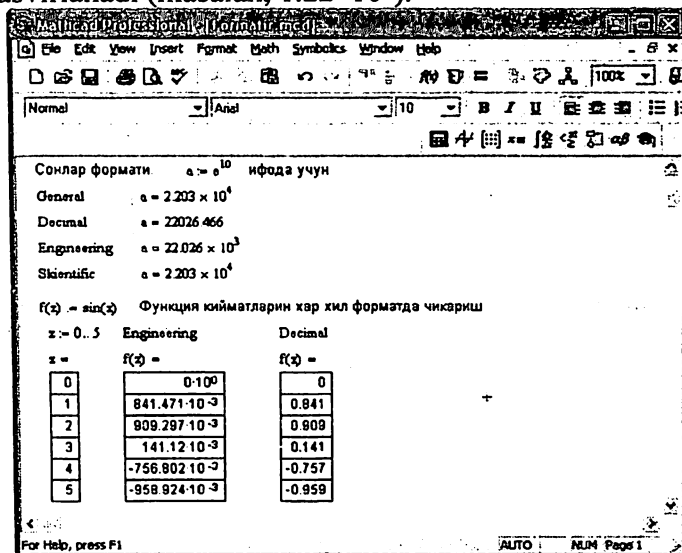 Mathcad Professional - [Formatlir.mcd]
File Edit View Insert Format Math Symbolics Window Help
100%
Normal Arial 10 B I U
Сонлар формати a := e^10 ифода учун
General a = 2.203 × 10^4
Decimal a = 22026.466
Engineering a = 22.026 × 10^3
Skientific a = 2.203 × 10^4
f(z) := sin(z) Функция кийматларин хар хил форматда чикариш
z := 0.. 5 Engineering Decimal
z = f(z) = f(z) =
0 0·10^0 0
1 841.471·10^-3 0.841
2 909.297·10^-3 0.909
3 141.12·10^-3 0.141
4 -756.802·10^-3 -0.757
5 -958.924·10^-3 -0.959
For Help, press F1 AUTO NUM Page 1